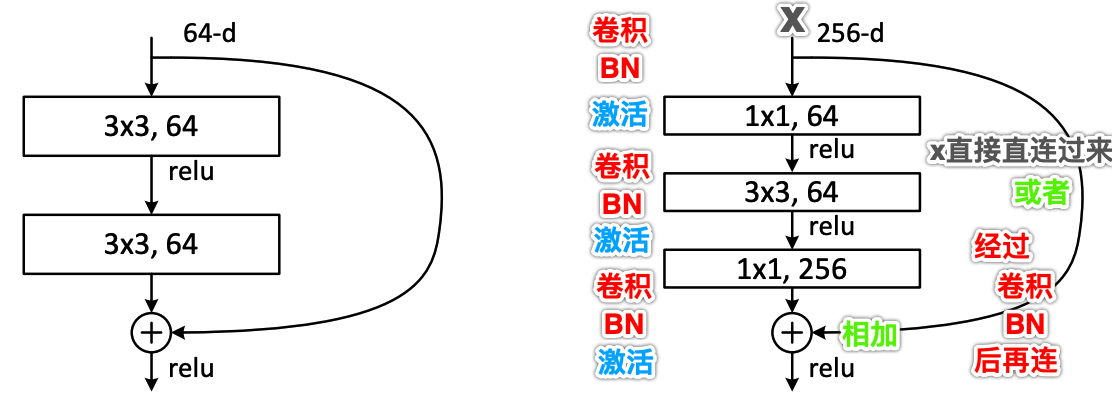 64-d
3x3, 64
relu
3x3, 64
relu
X
256-d
卷积
BN
激活
1x1, 64
relu
卷积
BN
激活
3x3, 64
relu
卷积
BN
激活
1x1, 256
相加
relu
x直接直连过来
或者
经过
卷积
BN
后再连